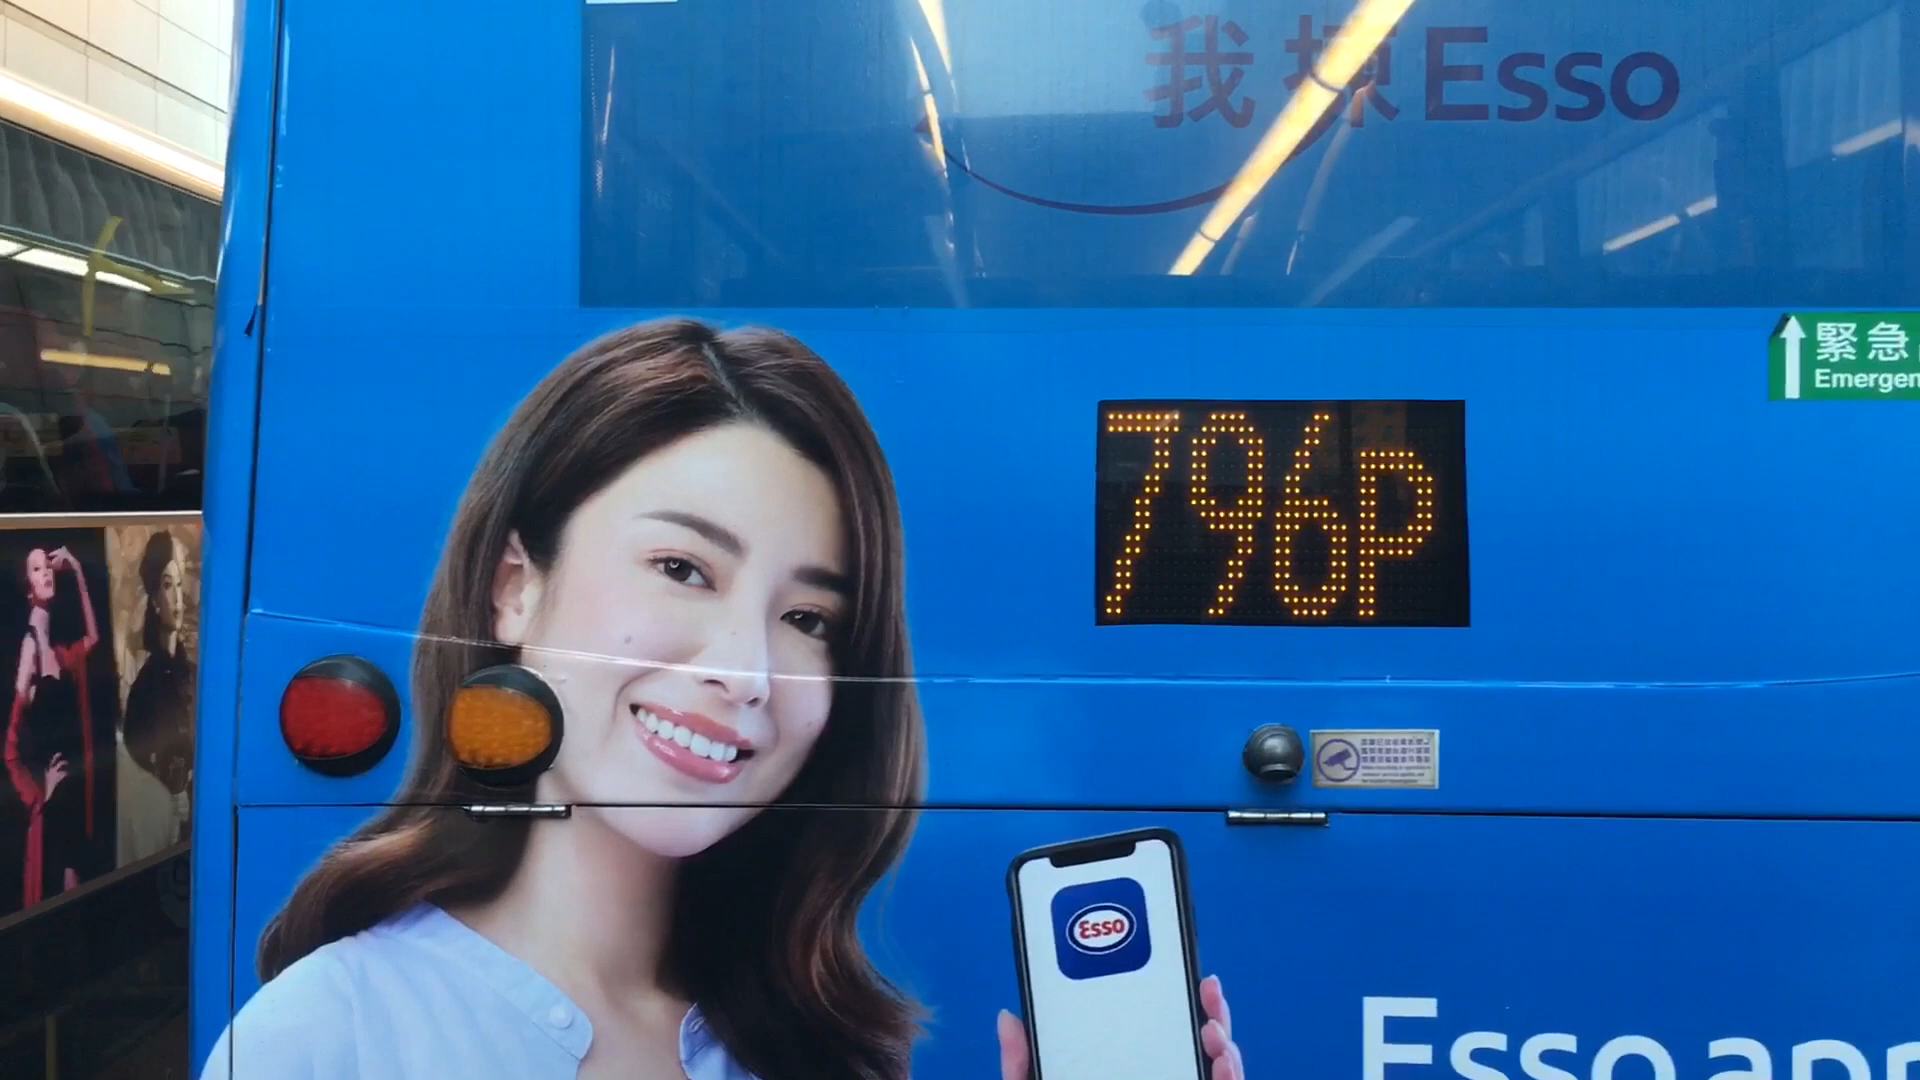 我揀Esso
緊急
Emergen
796P
Esso
Esso app